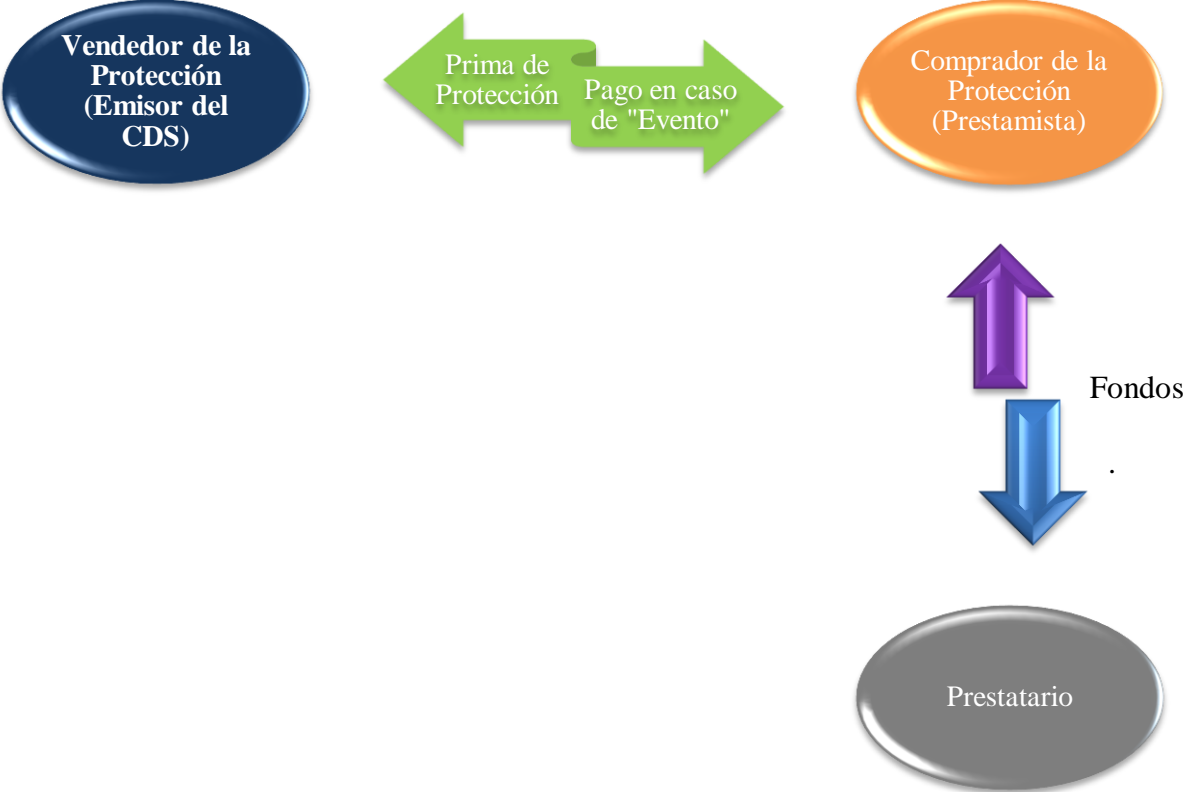 Vendedor de la
Protección
(Emisor del
CDS)
Prima de
Protección
Pago en caso
de "Evento"
Comprador de la
Protección
(Prestamista)
Fondos
.
Prestatario